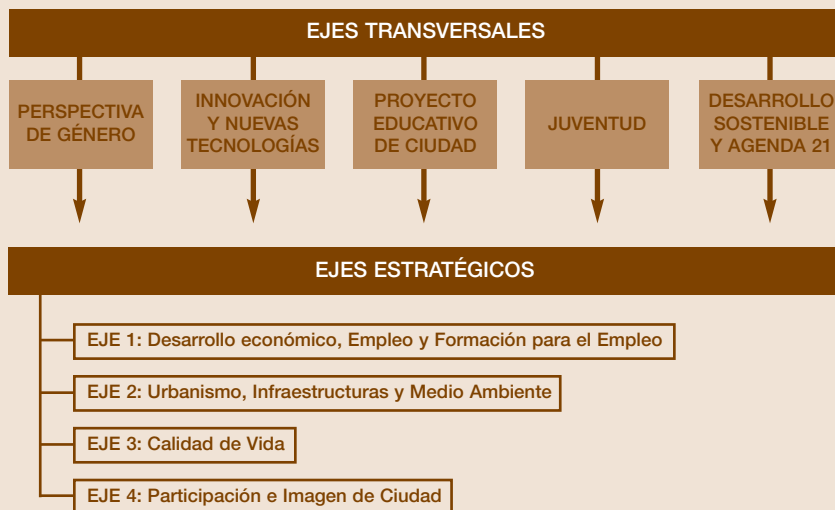 EJES TRANSVERSALES
PERSPECTIVA
DE GÉNERO
INNOVACIÓN
Y NUEVAS
TECNOLOGÍAS
PROYECTO
EDUCATIVO
DE CIUDAD
JUVENTUD
DESARROLLO
SOSTENIBLE
Y AGENDA 21
EJES ESTRATÉGICOS
EJE 1: Desarrollo económico, Empleo y Formación para el Empleo
EJE 2: Urbanismo, Infraestructuras y Medio Ambiente
EJE 3: Calidad de Vida
EJE 4: Participación e Imagen de Ciudad